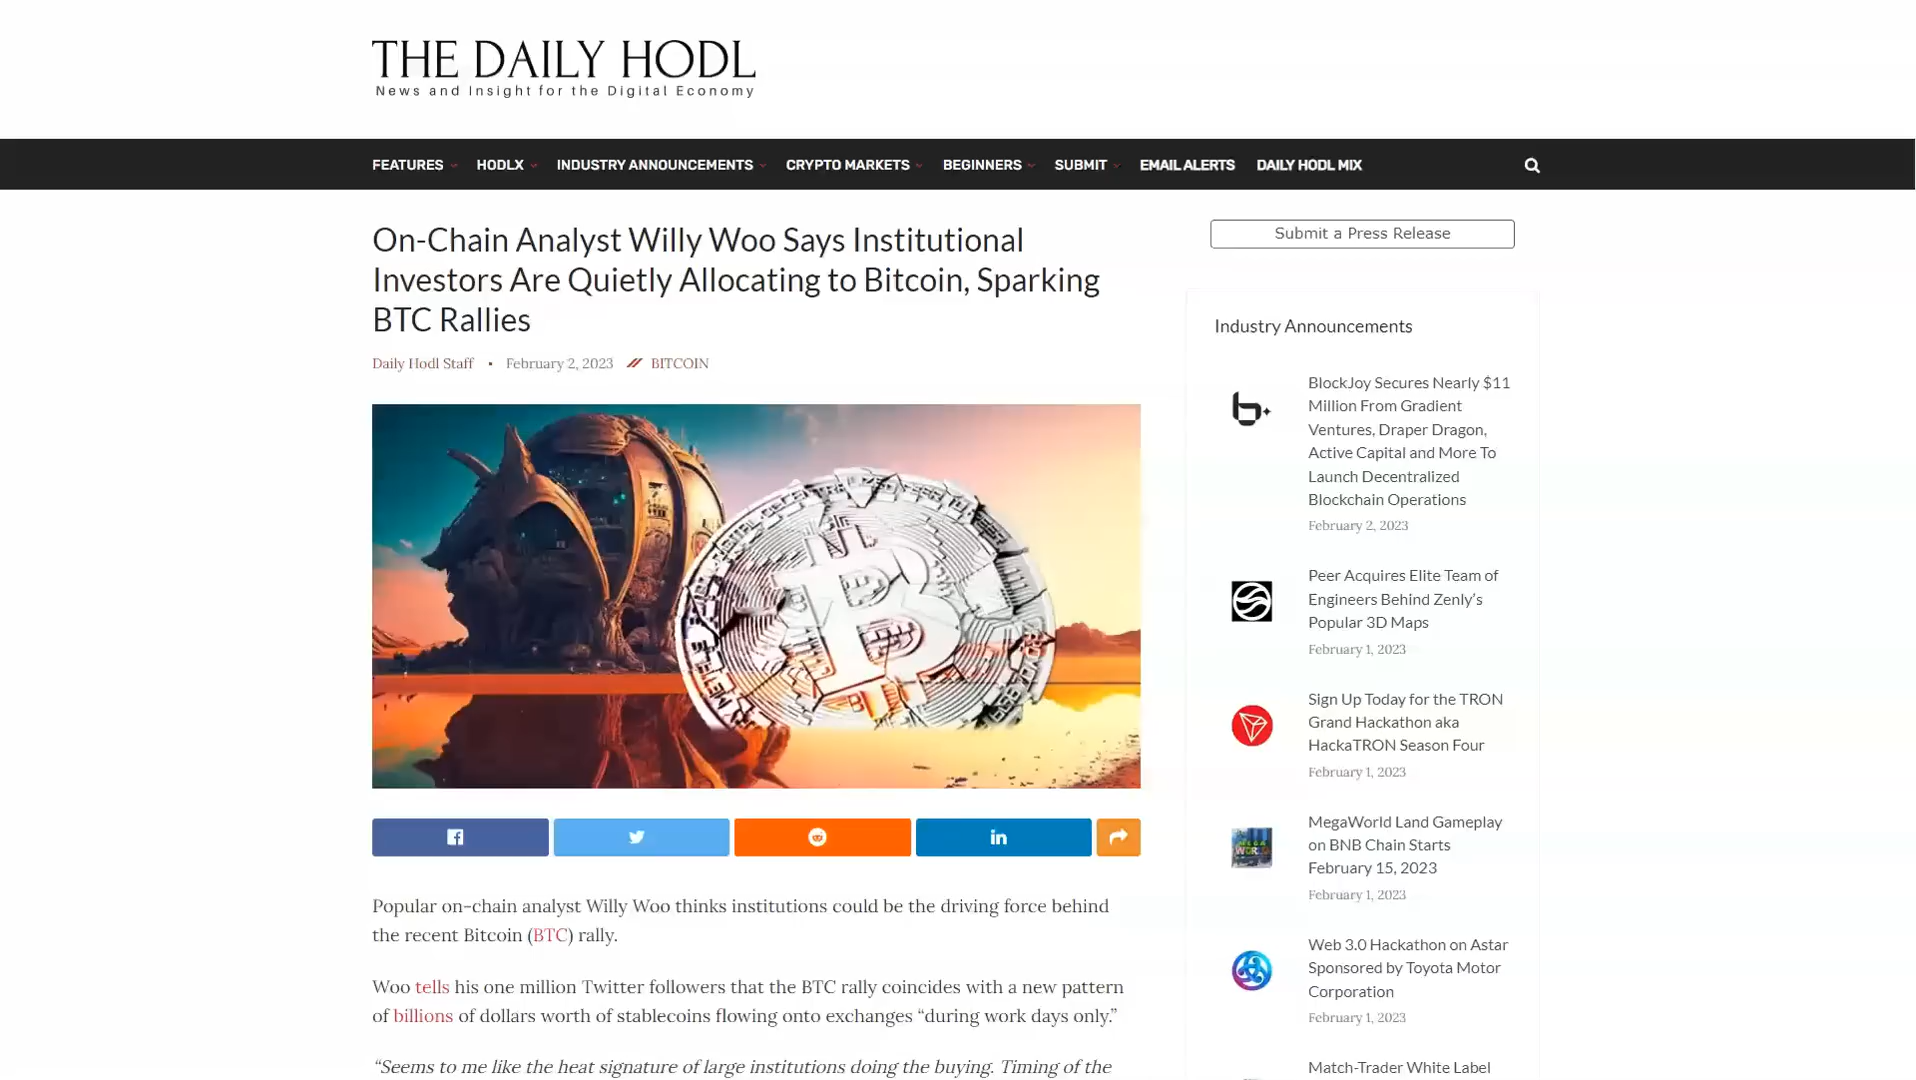 THE DAILY HODL
News and Insight for the Digital Economy
FEATURES HODLX INDUSTRY ANNOUNCEMENTS CRYPTO MARKETS BEGINNERS SUBMIT EMAIL ALERTS DAILY HODL MIX
On-Chain Analyst Willy Woo Says Institutional
Investors Are Quietly Allocating to Bitcoin, Sparking
BTC Rallies
Daily Hodl Staff • February 2, 2023 BITCOIN
Popular on-chain analyst Willy Woo thinks institutions could be the driving force behind
the recent Bitcoin (BTC) rally.
Woo tells his one million Twitter followers that the BTC rally coincides with a new pattern
of billions of dollars worth of stablecoins flowing onto exchanges “during work days only.”
“Seems to me like the heat signature of large institutions doing the buying. Timing of the
Submit a Press Release
Industry Announcements
BlockJoy Secures Nearly $11
Million From Gradient
Ventures, Draper Dragon,
Active Capital and More To
Launch Decentralized
Blockchain Operations
February 2, 2023
Peer Acquires Elite Team of
Engineers Behind Zenly’s
Popular 3D Maps
February 1, 2023
Sign Up Today for the TRON
Grand Hackathon aka
HackaTRON Season Four
February 1, 2023
MegaWorld Land Gameplay
on BNB Chain Starts
February 15, 2023
February 1, 2023
Web 3.0 Hackathon on Astar
Sponsored by Toyota Motor
Corporation
February 1, 2023
Match-Trader White Label